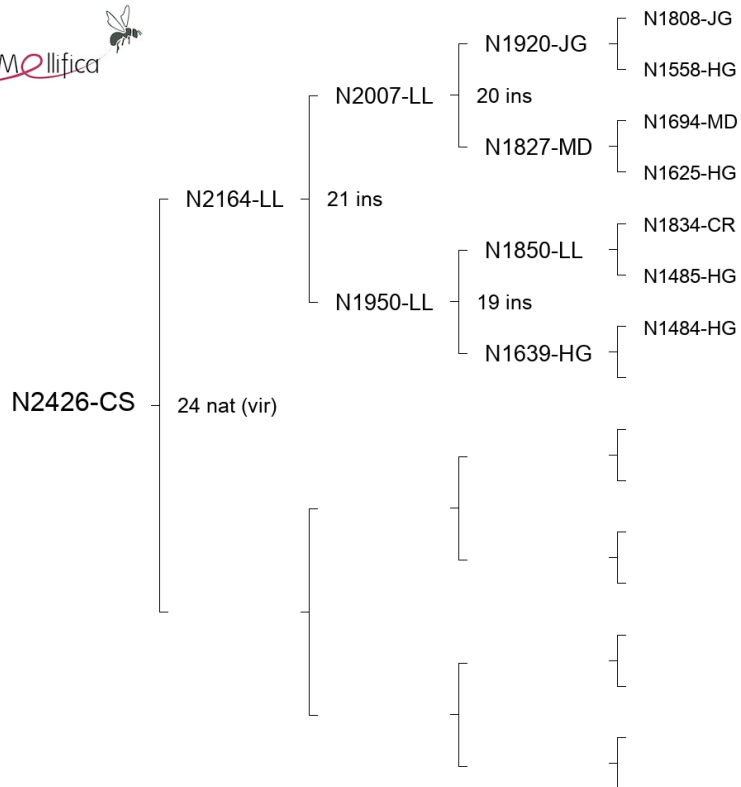 Mellifica
N1808-JG
N1920-JG
N1558-HG
N2007-LL
20 ins
N1694-MD
N1827-MD
N1625-HG
N2164-LL
21 ins
N1834-CR
N1850-LL
N1485-HG
N1950-LL
19 ins
N1484-HG
N1639-HG
N2426-CS
24 nat (vir)